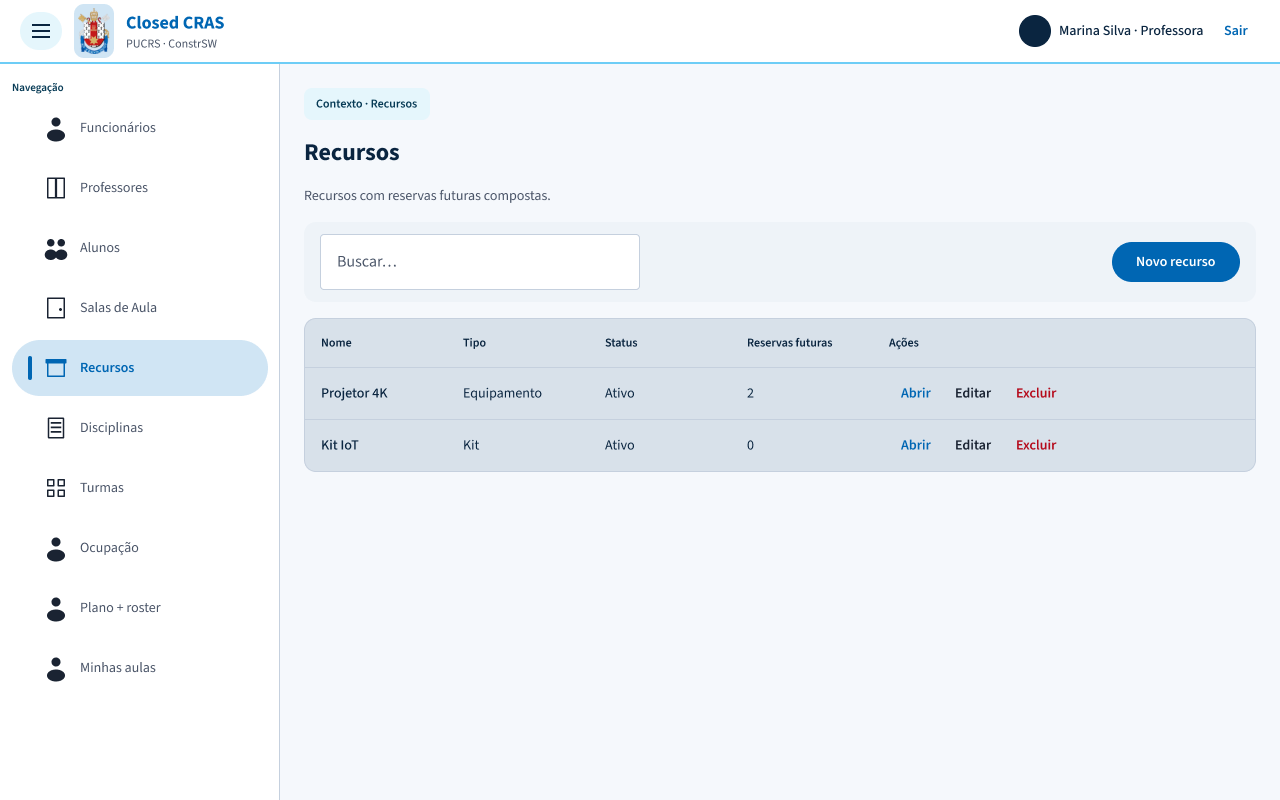 Closed CRAS
PUCRS · ConstrSW
Marina Silva · Professora
Sair
Navegação
Funcionários
Professores
Alunos
Salas de Aula
Recursos
Disciplinas
Turmas
Ocupação
Plano + roster
Minhas aulas
Contexto · Recursos
Recursos
Recursos com reservas futuras compostas.
Buscar…
Novo recurso
Nome Tipo Status Reservas futuras Ações
Projetor 4K Equipamento Ativo 2 Abrir Editar Excluir
Kit IoT Kit Ativo 0 Abrir Editar Excluir